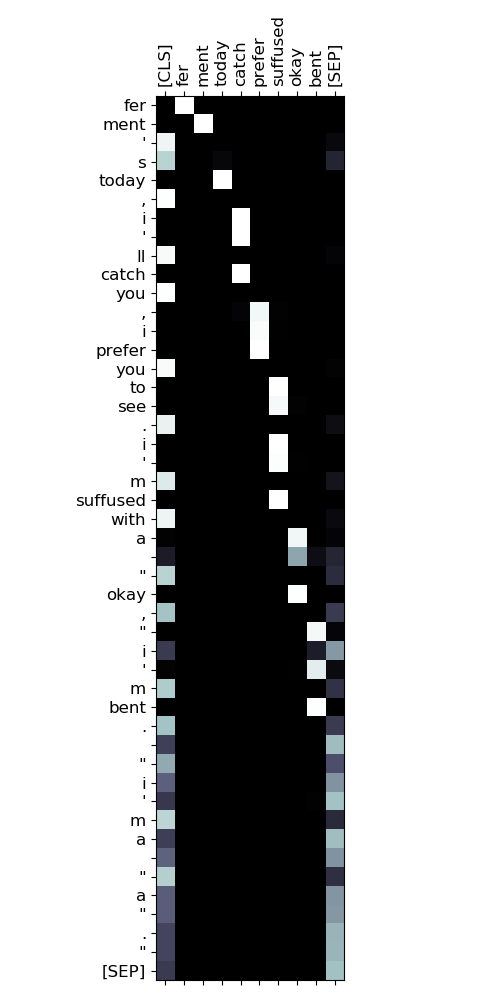 [CLS]
fer
ment
today
catch
prefer
suffused
okay
bent
[SEP]
fer
ment
'
s
today
,
i
'
ll
catch
you
,
i
prefer
you
to
see
.
i
'
m
suffused
with
a
"
okay
,
"
i
'
m
bent
.
"
i
'
m
a
"
a
"
.
"
[SEP]